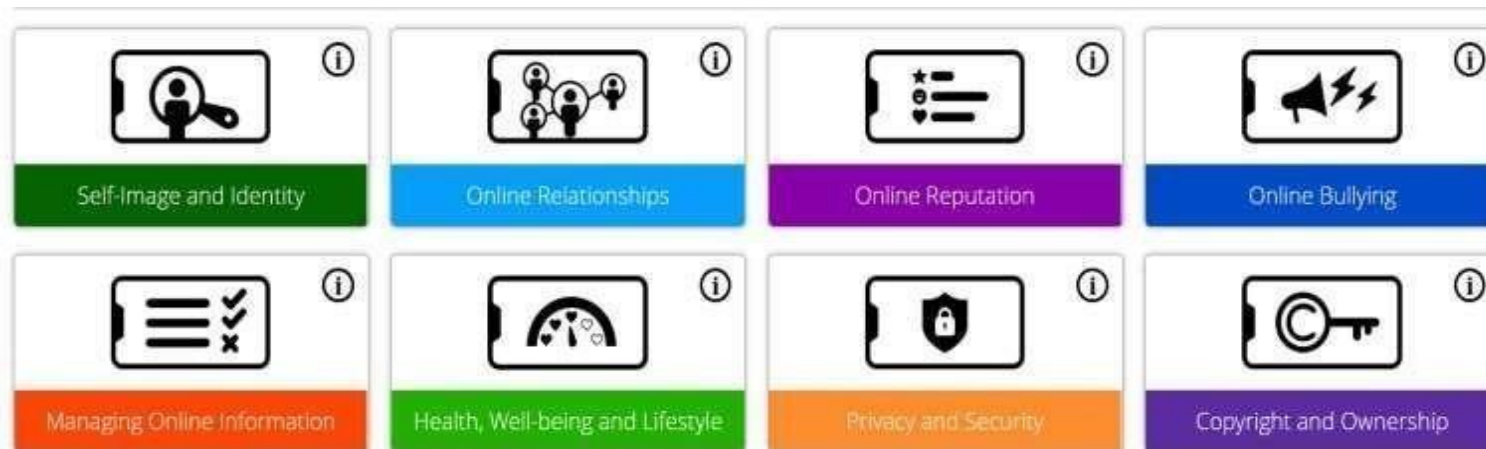 Self-Image and Identity
Online Relationships
Online Reputation
Online Bullying
Managing Online Information
Health, Well-being and Lifestyle
Privacy and Security
Copyright and Ownership